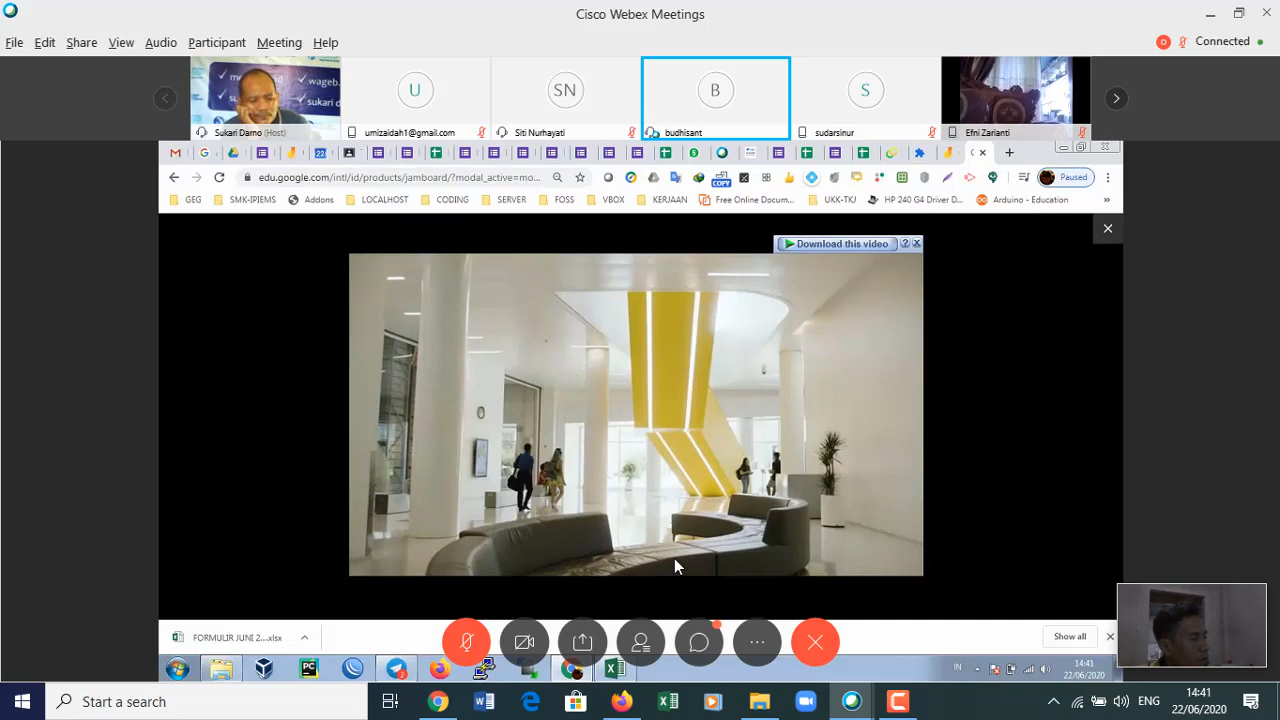 Cisco Webex Meetings
File Edit Share View Audio Participant Meeting Help
Connected
U SN B S
Sukari Darno (Host) umizaidah1@gmail.com Siti Nurhayati budhisant sudarsinur Efni Zarianti
edu.google.com/intl/id/products/jamboard/?modal_active=mo... COPY Paused
GEG SMK-IPIEMS Addons LOCALHOST CODING SERVER FOSS VBOX KERJAAN Free Online Docum... UKK-TKJ HP 240 G4 Driver D... Arduino - Education »
Download this video ?
FORMULIR JUNI 2....xlsx Show all
IN 14:41
22/06/2020
Start a search ENG 14:41
22/06/2020